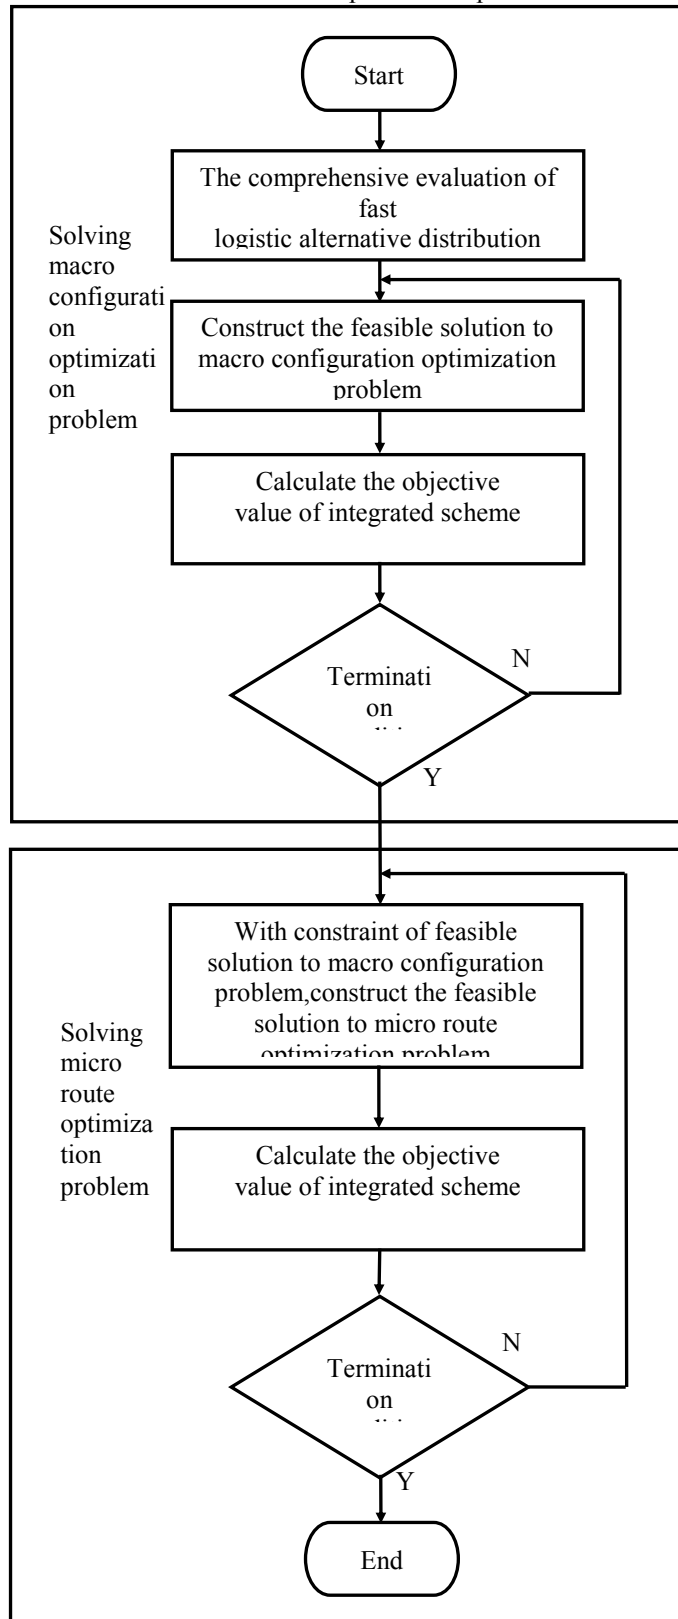 Start
The comprehensive evaluation of
fast
logistic alternative distribution
Solving
macro
configurati
on
optimizati
on
problem
Construct the feasible solution to
macro configuration optimization
problem
Calculate the objective
value of integrated scheme
N
Terminati
on
Y
With constraint of feasible
solution to macro configuration
problem,construct the feasible
solution to micro route
optimization problem
Solving
micro
route
optimiza
tion
problem
Calculate the objective
value of integrated scheme
N
Terminati
on
Y
End